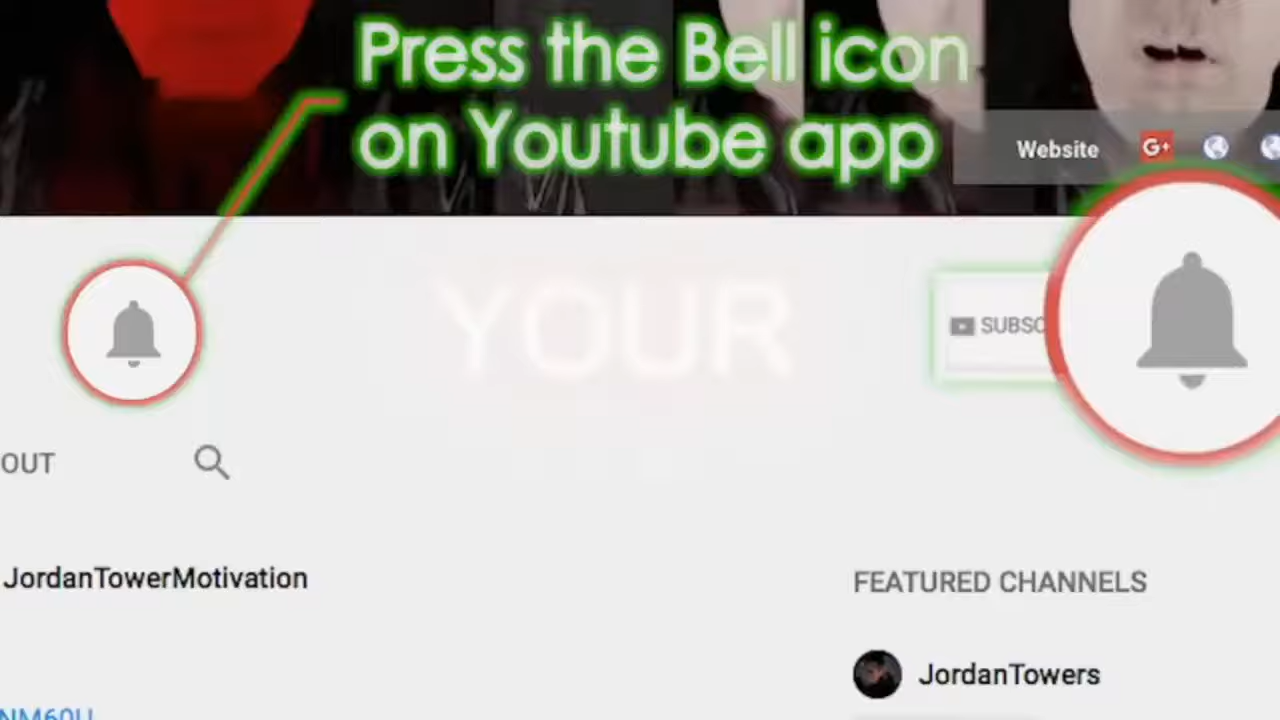 Press the Bell icon
on Youtube app
Website
G+
YOUR
SUBSC
OUT
JordanTowerMotivation
FEATURED CHANNELS
JordanTowers